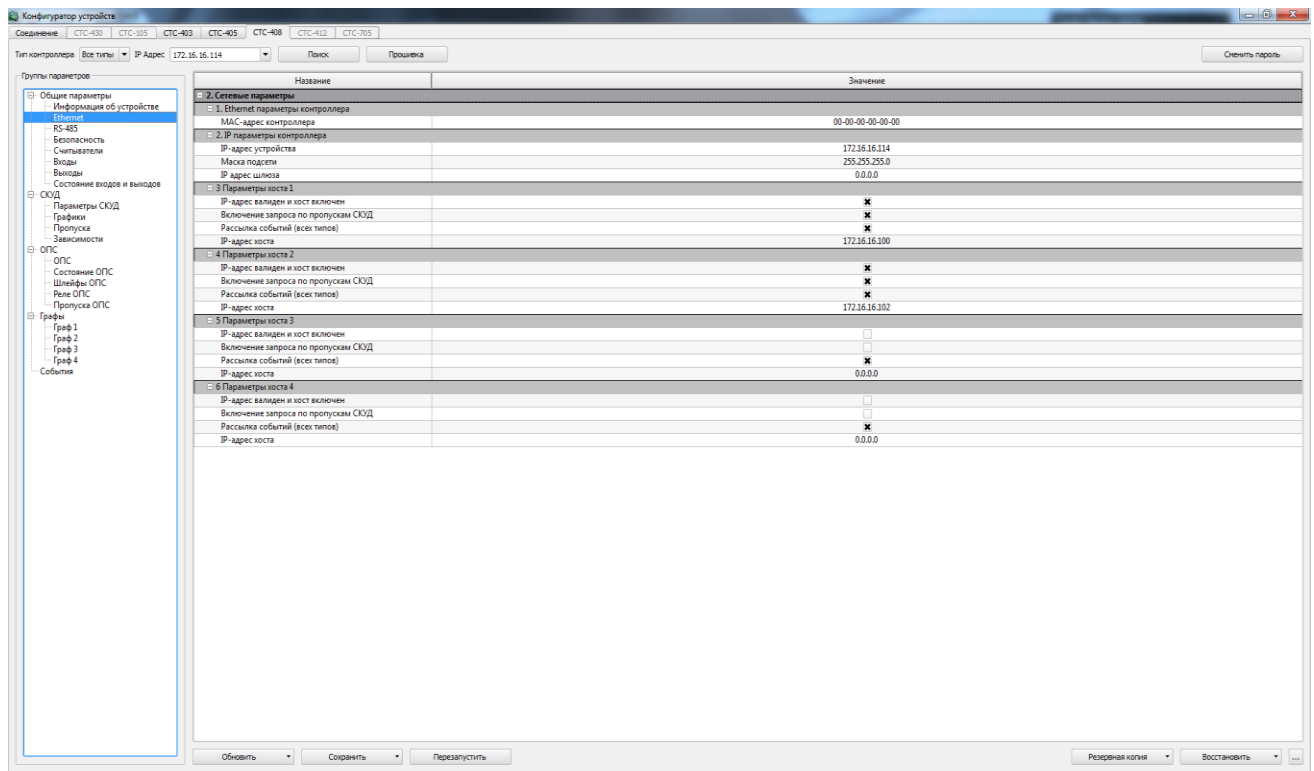 Конфигуратор устройств
Соединение СТС-430 СТС-105 СТС-403 СТС-405 СТС-408 СТС-412 СТС-705
Тип контроллера Все типы IP Адрес 172.16.16.114 Поиск Прошивка Сменить пароль
Группы параметров
Общие параметры
Информация об устройстве
Ethernet
RS-485
Безопасность
Считыватели
Входы
Выходы
Состояние входов и выходов
СКУД
Параметры СКУД
Графики
Пропуска
Зависимости
ОПС
ОПС
Состояние ОПС
Шлейфы ОПС
Реле ОПС
Пропуска ОПС
Графы
Граф 1
Граф 2
Граф 3
Граф 4
События
Название Значение
2. Сетевые параметры
1. Ethernet параметры контроллера
MAC-адрес контроллера 00-00-00-00-00-00
2. IP параметры контроллера
IP-адрес устройства 172.16.16.114
Маска подсети 255.255.255.0
IP адрес шлюза 0.0.0.0
3 Параметры хоста 1
IP-адрес валиден и хост включен
Включение запроса по пропускам СКУД
Рассылка событий (всех типов)
IP-адрес хоста 172.16.16.100
4 Параметры хоста 2
IP-адрес валиден и хост включен
Включение запроса по пропускам СКУД
Рассылка событий (всех типов)
IP-адрес хоста 172.16.16.102
5 Параметры хоста 3
IP-адрес валиден и хост включен
Включение запроса по пропускам СКУД
Рассылка событий (всех типов)
IP-адрес хоста 0.0.0.0
6 Параметры хоста 4
IP-адрес валиден и хост включен
Включение запроса по пропускам СКУД
Рассылка событий (всех типов)
IP-адрес хоста 0.0.0.0
Обновить Сохранить Перезапустить Резервная копия Восстановить ...